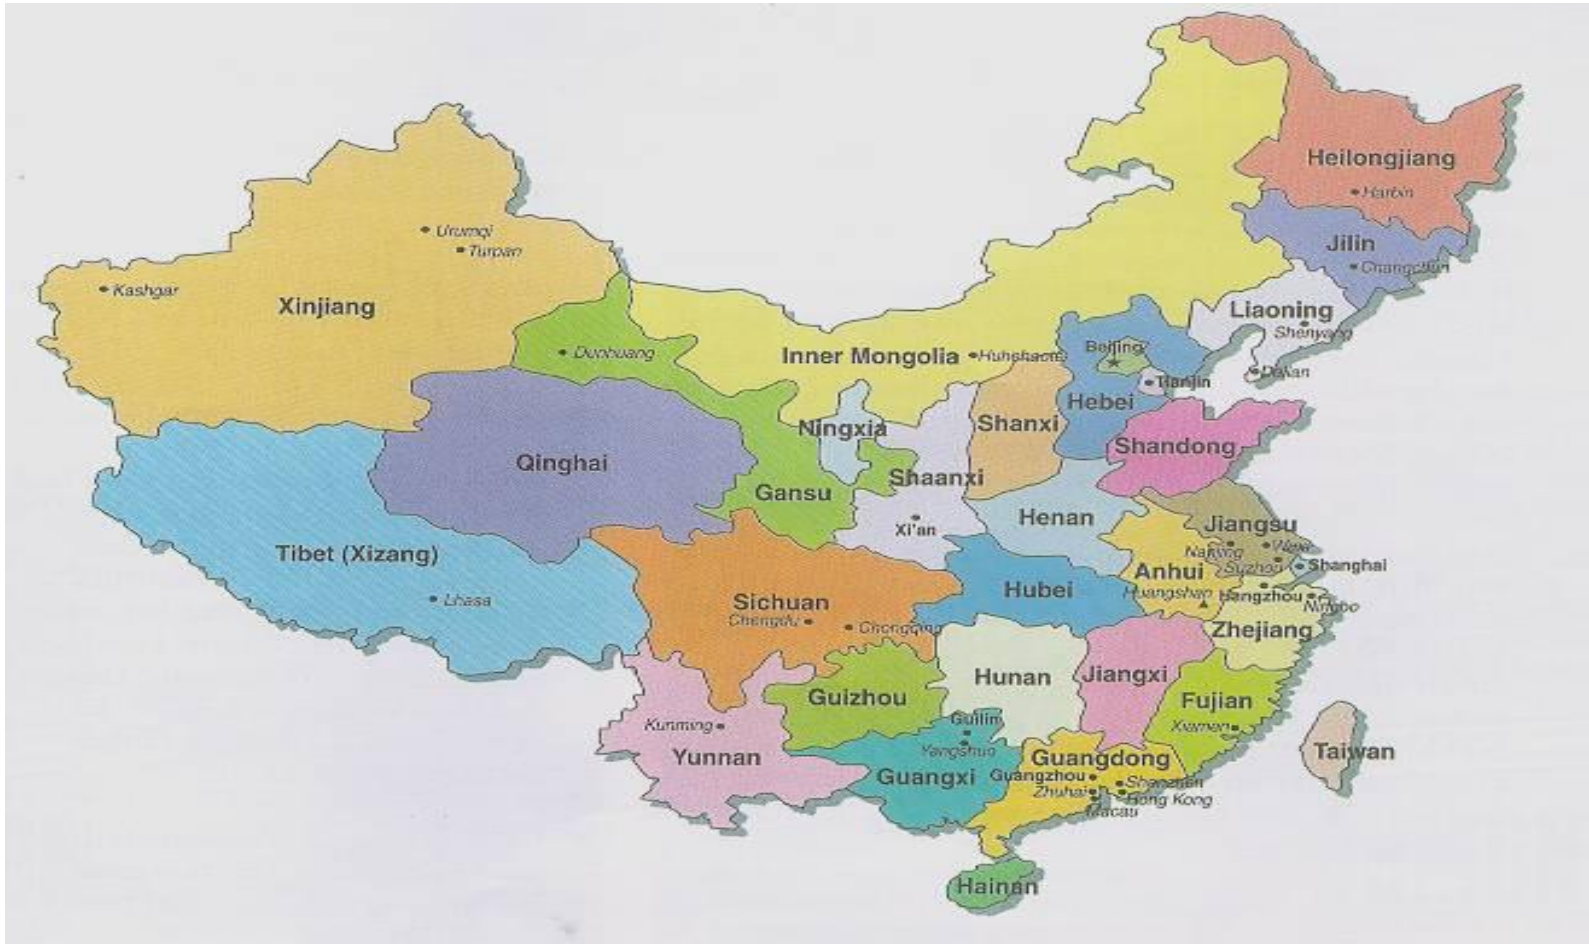 Heilongjiang
Harbin
Urumqi
Turpan
Jilin
Changchun
Kashgar
Xinjiang
Liaoning
Shenyang
Dunhuang
Inner Mongolia
Huhehaote
Beijing
Dalian
Tianjin
Hebei
Ningxia
Shanxi
Shandong
Qinghai
Shaanxi
Gansu
Henan
Jiangsu
Xi'an
Tibet (Xizang)
Nanjing
Suzhou
Shanghai
Anhui
Hubei
Huangshan
Hangzhou
Ningbo
Lhasa
Sichuan
Chengdu
Chongqing
Zhejiang
Hunan
Jiangxi
Guizhou
Fujian
Guilin
Xiamen
Kunming
Yangshuo
Taiwan
Yunnan
Guangdong
Guangxi
Guangzhou
Shenzhen
Zhuhai
Hong Kong
Macau
Hainan